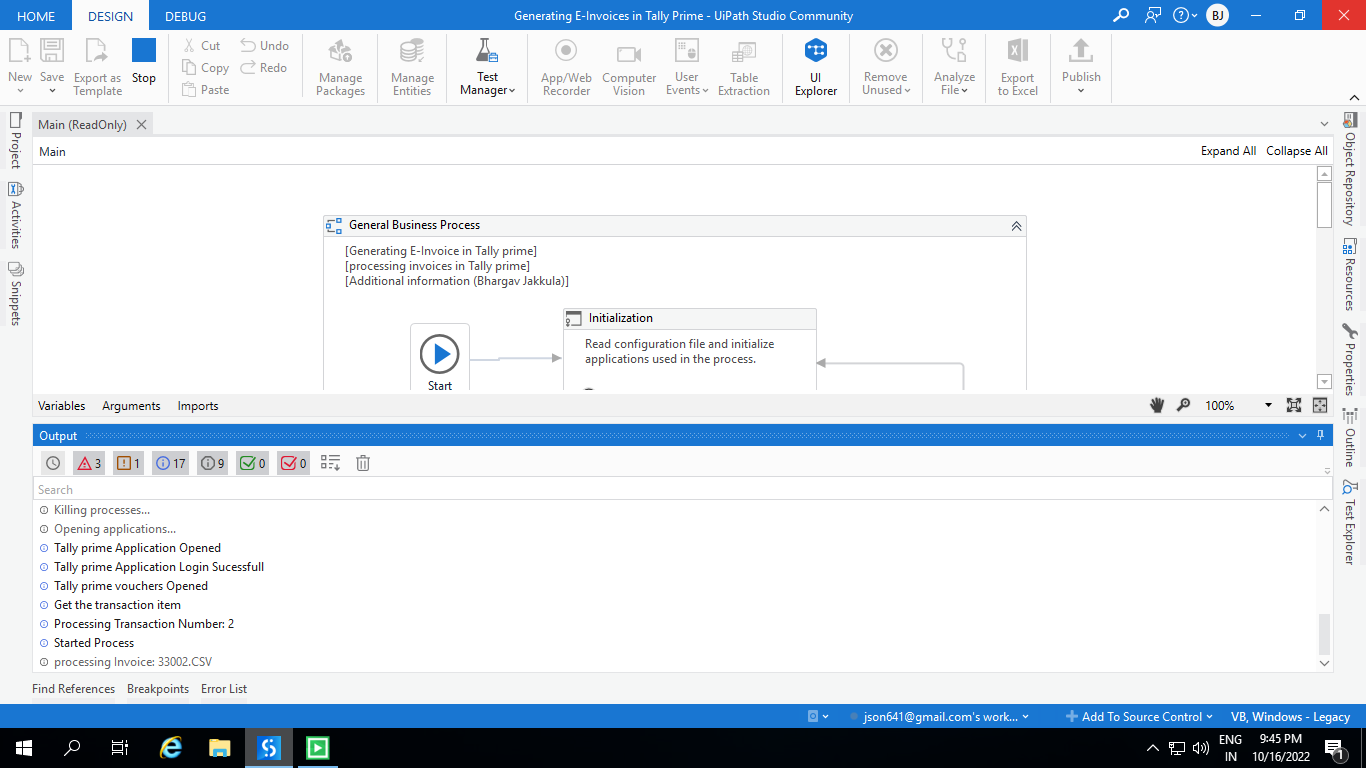 HOME DESIGN DEBUG Generating E-Invoices in Tally Prime - UiPath Studio Community BJ
New Save Export as Template Stop Cut Copy Paste Undo Redo Manage Packages Manage Entities Test Manager App/Web Recorder Computer Vision User Events Table Extraction UI Explorer Remove Unused Analyze File Export to Excel Publish
Main (ReadOnly)
Main Expand All Collapse All
Project
Activities
Snippets
General Business Process
[Generating E-Invoice in Tally prime]
[processing invoices in Tally prime]
[Additional information (Bhargav Jakkula)]
Initialization
Read configuration file and initialize
applications used in the process.
Start
Object Repository
Resources
Properties
Outline
Test Explorer
Variables Arguments Imports 100%
Output
3 1 17 9 0 0
Search
Killing processes...
Opening applications...
Tally prime Application Opened
Tally prime Application Login Sucessfull
Tally prime vouchers Opened
Get the transaction item
Processing Transaction Number: 2
Started Process
processing Invoice: 33002.CSV
Find References Breakpoints Error List
json641@gmail.com's work... Add To Source Control VB, Windows - Legacy
ENG 9:45 PM
IN 10/16/2022 1